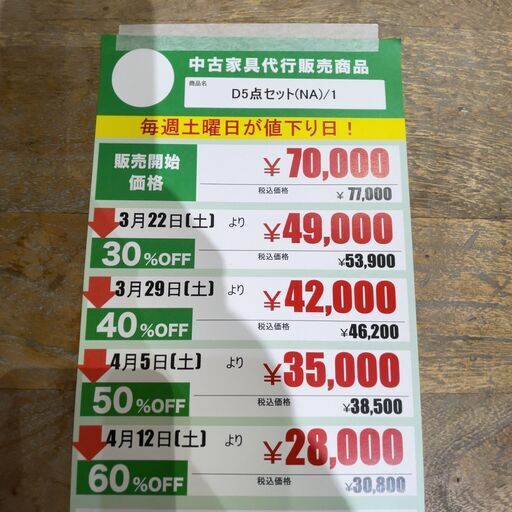 中古家具代行販売商品
商品名
D5点セット(NA)/1
毎週土曜日が値下り日！
販売開始価格 ¥70,000
税込価格 ¥77,000
3月22日(土) より ¥49,000
30%OFF 税込価格 ¥53,900
3月29日(土) より ¥42,000
40%OFF 税込価格 ¥46,200
4月5日(土) より ¥35,000
50%OFF 税込価格 ¥38,500
4月12日(土) より ¥28,000
60%OFF 税込価格 ¥30,800